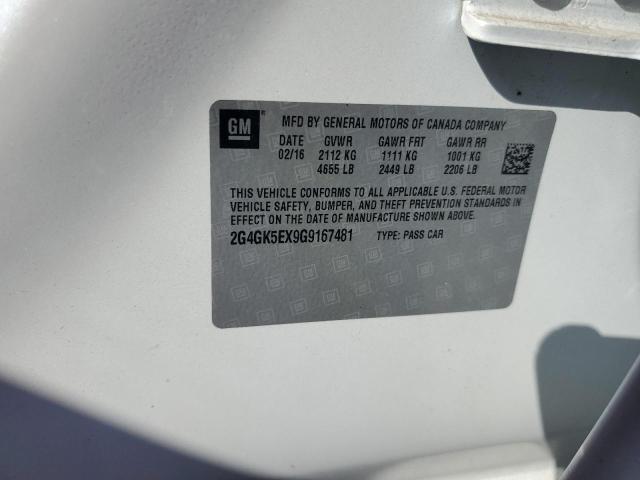 GM
MFD BY GENERAL MOTORS OF CANADA COMPANY
DATE GVWR GAWR FRT GAWR RR
02/16 2112 KG 1111 KG 1001 KG
4655 LB 2449 LB 2206 LB
THIS VEHICLE CONFORMS TO ALL APPLICABLE U.S. FEDERAL MOTOR
VEHICLE SAFETY, BUMPER, AND THEFT PREVENTION STANDARDS IN
EFFECT ON THE DATE OF MANUFACTURE SHOWN ABOVE.
2G4GK5EX9G9167481 TYPE: PASS CAR